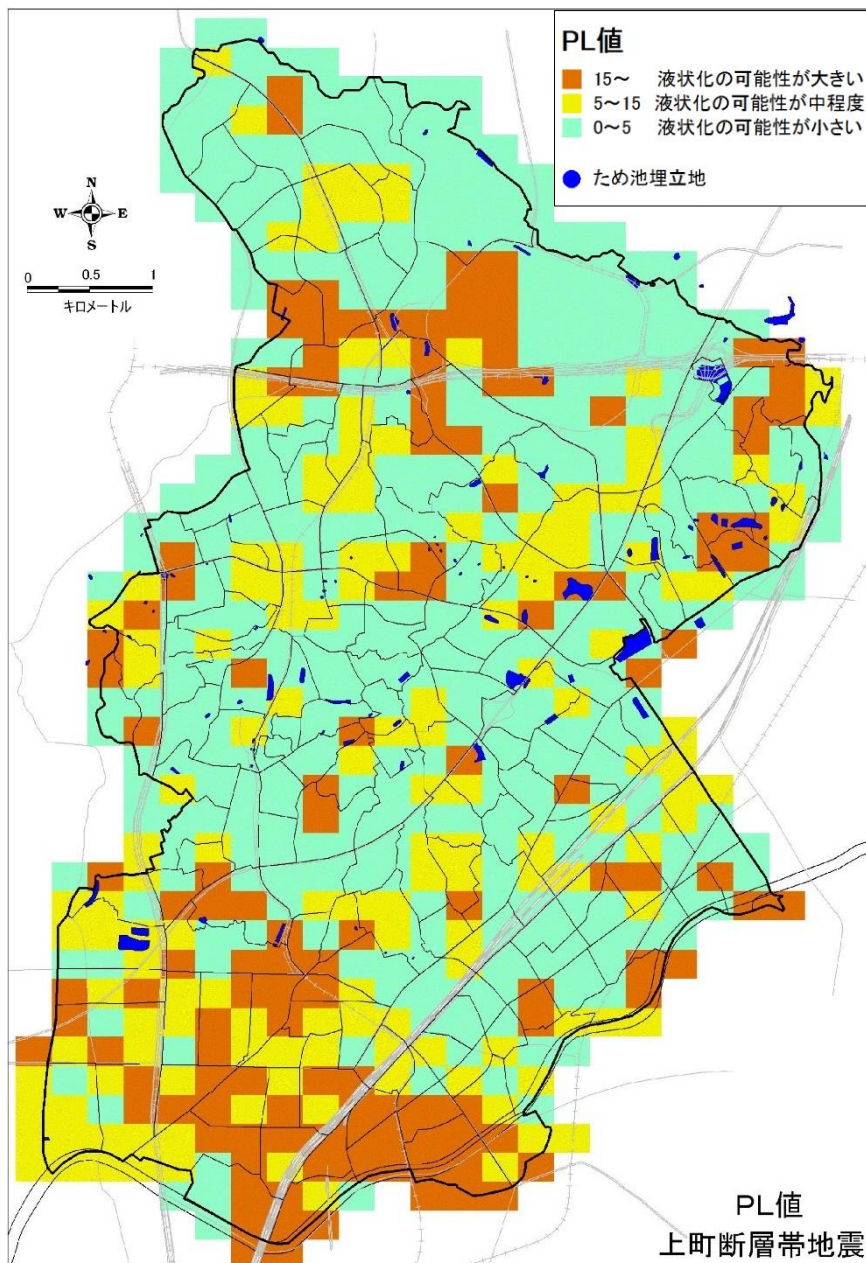 PL値
15～ 液状化の可能性が大きい
5～15 液状化の可能性が中程度
0～5 液状化の可能性が小さい
ため池埋立地
N
W E
S
0 0.5 1
キロメートル
PL値
上町断層帯地震